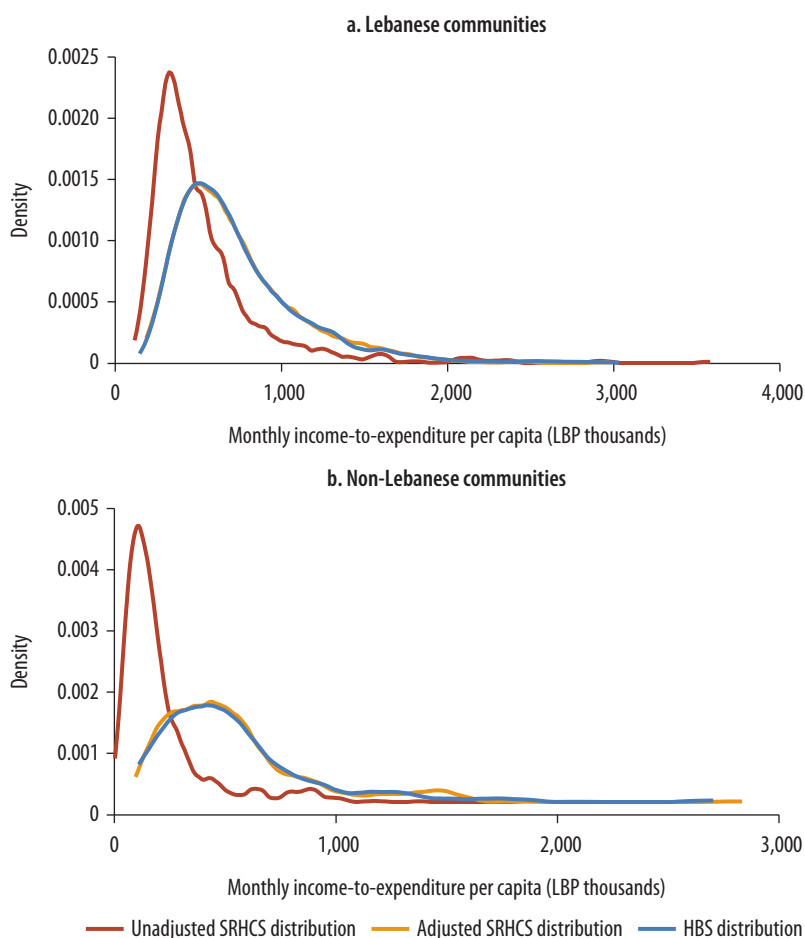 a. Lebanese communities
0.0025
0.0020
0.0015
0.0010
0.0005
0
Density
0 1,000 2,000 3,000 4,000
Monthly income-to-expenditure per capita (LBP thousands)
b. Non-Lebanese communities
0.005
0.004
0.003
0.002
0.001
0
Density
0 1,000 2,000 3,000
Monthly income-to-expenditure per capita (LBP thousands)
Unadjusted SRHCS distribution Adjusted SRHCS distribution HBS distribution